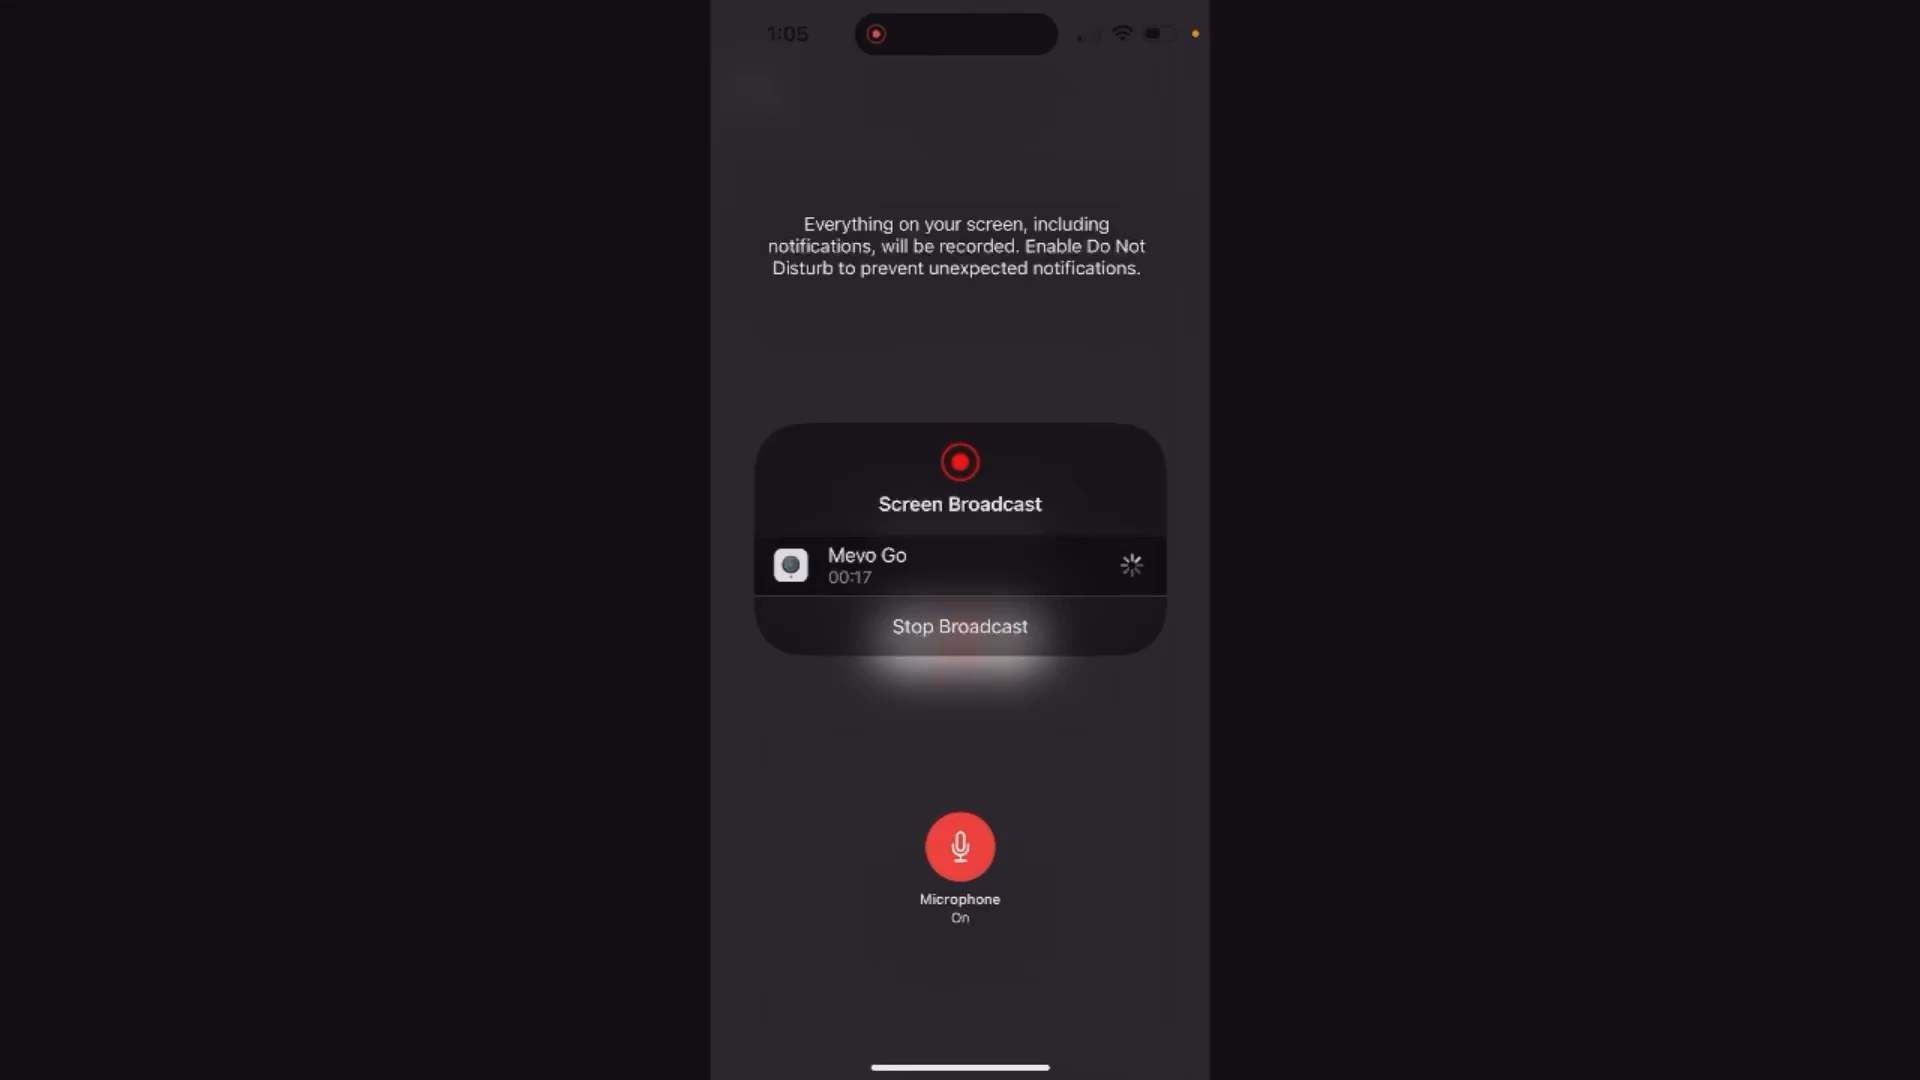 1:05
Everything on your screen, including
notifications, will be recorded. Enable Do Not
Disturb to prevent unexpected notifications.
Screen Broadcast
Mevo Go
00:17
Stop Broadcast
Microphone
On